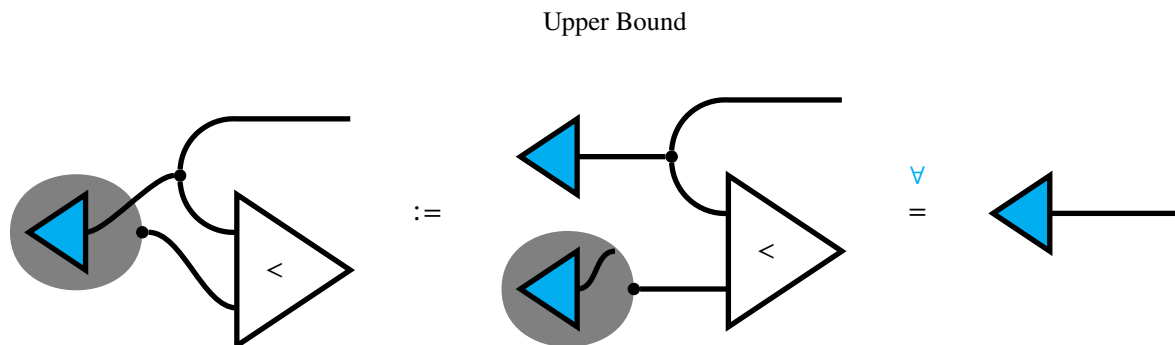 Upper Bound
∀
< := < =